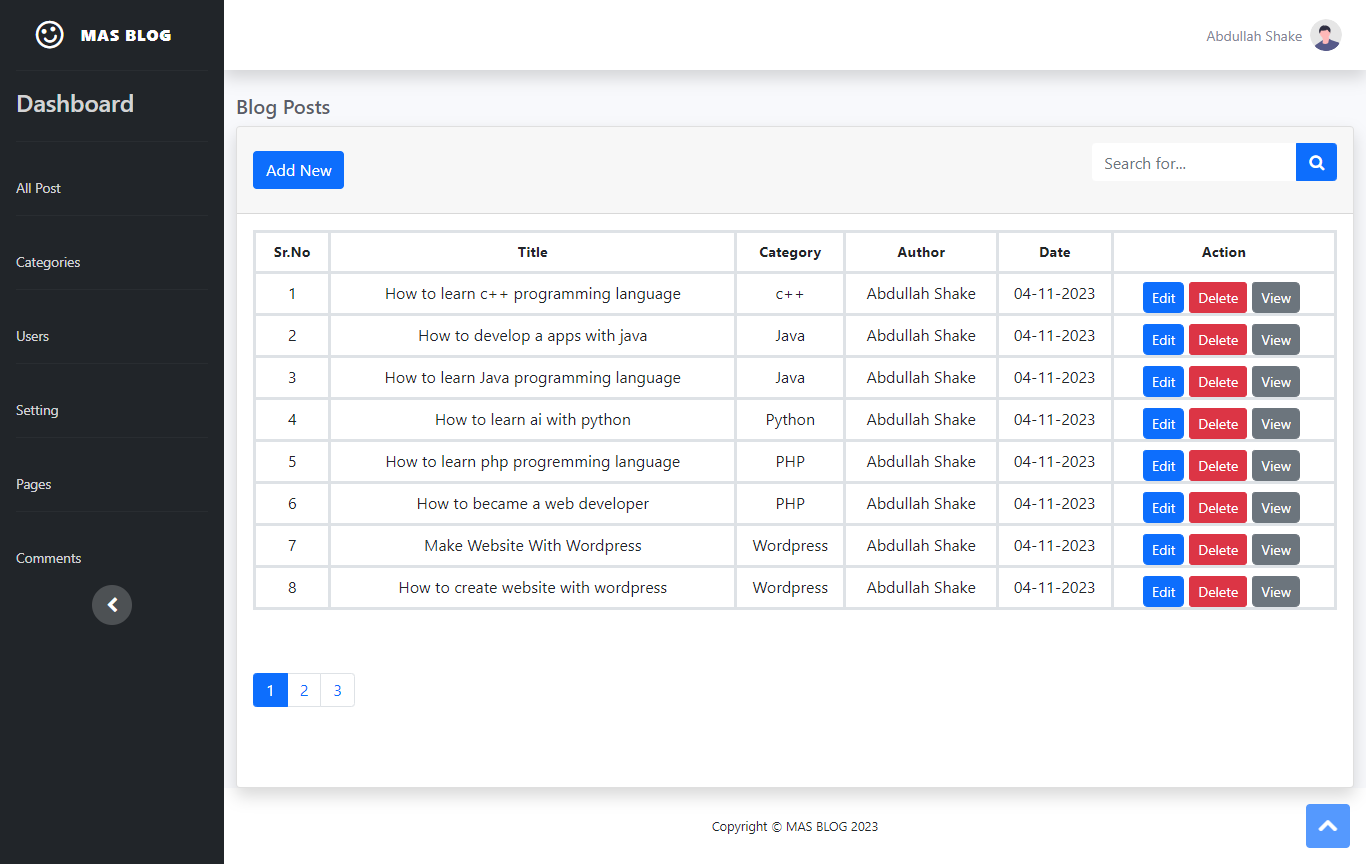 MAS BLOG
Abdullah Shake
Dashboard
All Post
Categories
Users
Setting
Pages
Comments
Blog Posts
Add New
Search for...
Sr.No Title Category Author Date Action
1 How to learn c++ programming language c++ Abdullah Shake 04-11-2023 Edit Delete View
2 How to develop a apps with java Java Abdullah Shake 04-11-2023 Edit Delete View
3 How to learn Java programming language Java Abdullah Shake 04-11-2023 Edit Delete View
4 How to learn ai with python Python Abdullah Shake 04-11-2023 Edit Delete View
5 How to learn php progremming language PHP Abdullah Shake 04-11-2023 Edit Delete View
6 How to became a web developer PHP Abdullah Shake 04-11-2023 Edit Delete View
7 Make Website With Wordpress Wordpress Abdullah Shake 04-11-2023 Edit Delete View
8 How to create website with wordpress Wordpress Abdullah Shake 04-11-2023 Edit Delete View
1 2 3
Copyright © MAS BLOG 2023